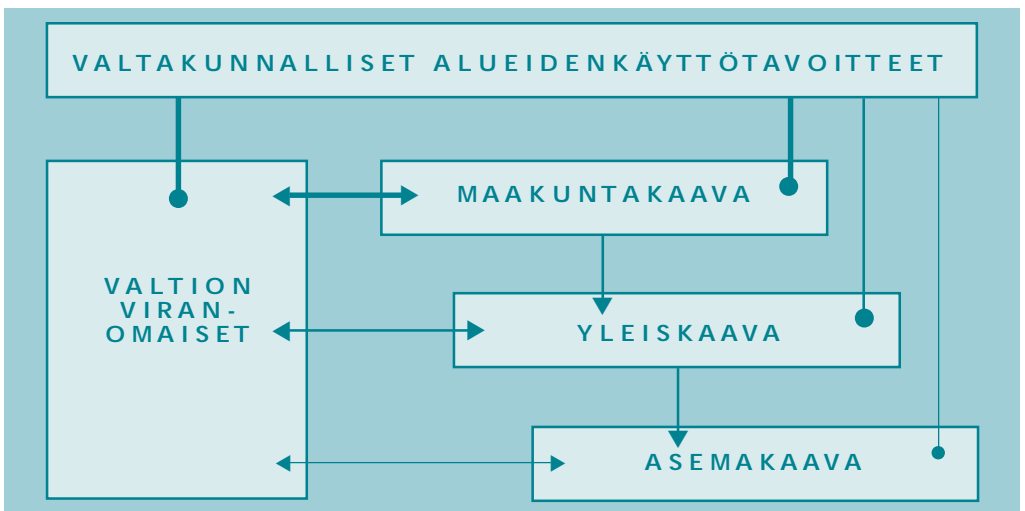 VALTAKUNNALLISET ALUEIDENKÄYTTÖTAVOITTEET
MAAKUNTAKAAVA
VALTION
VIRAN-
OMAISET
YLEISKAAVA
ASEMAKAAVA